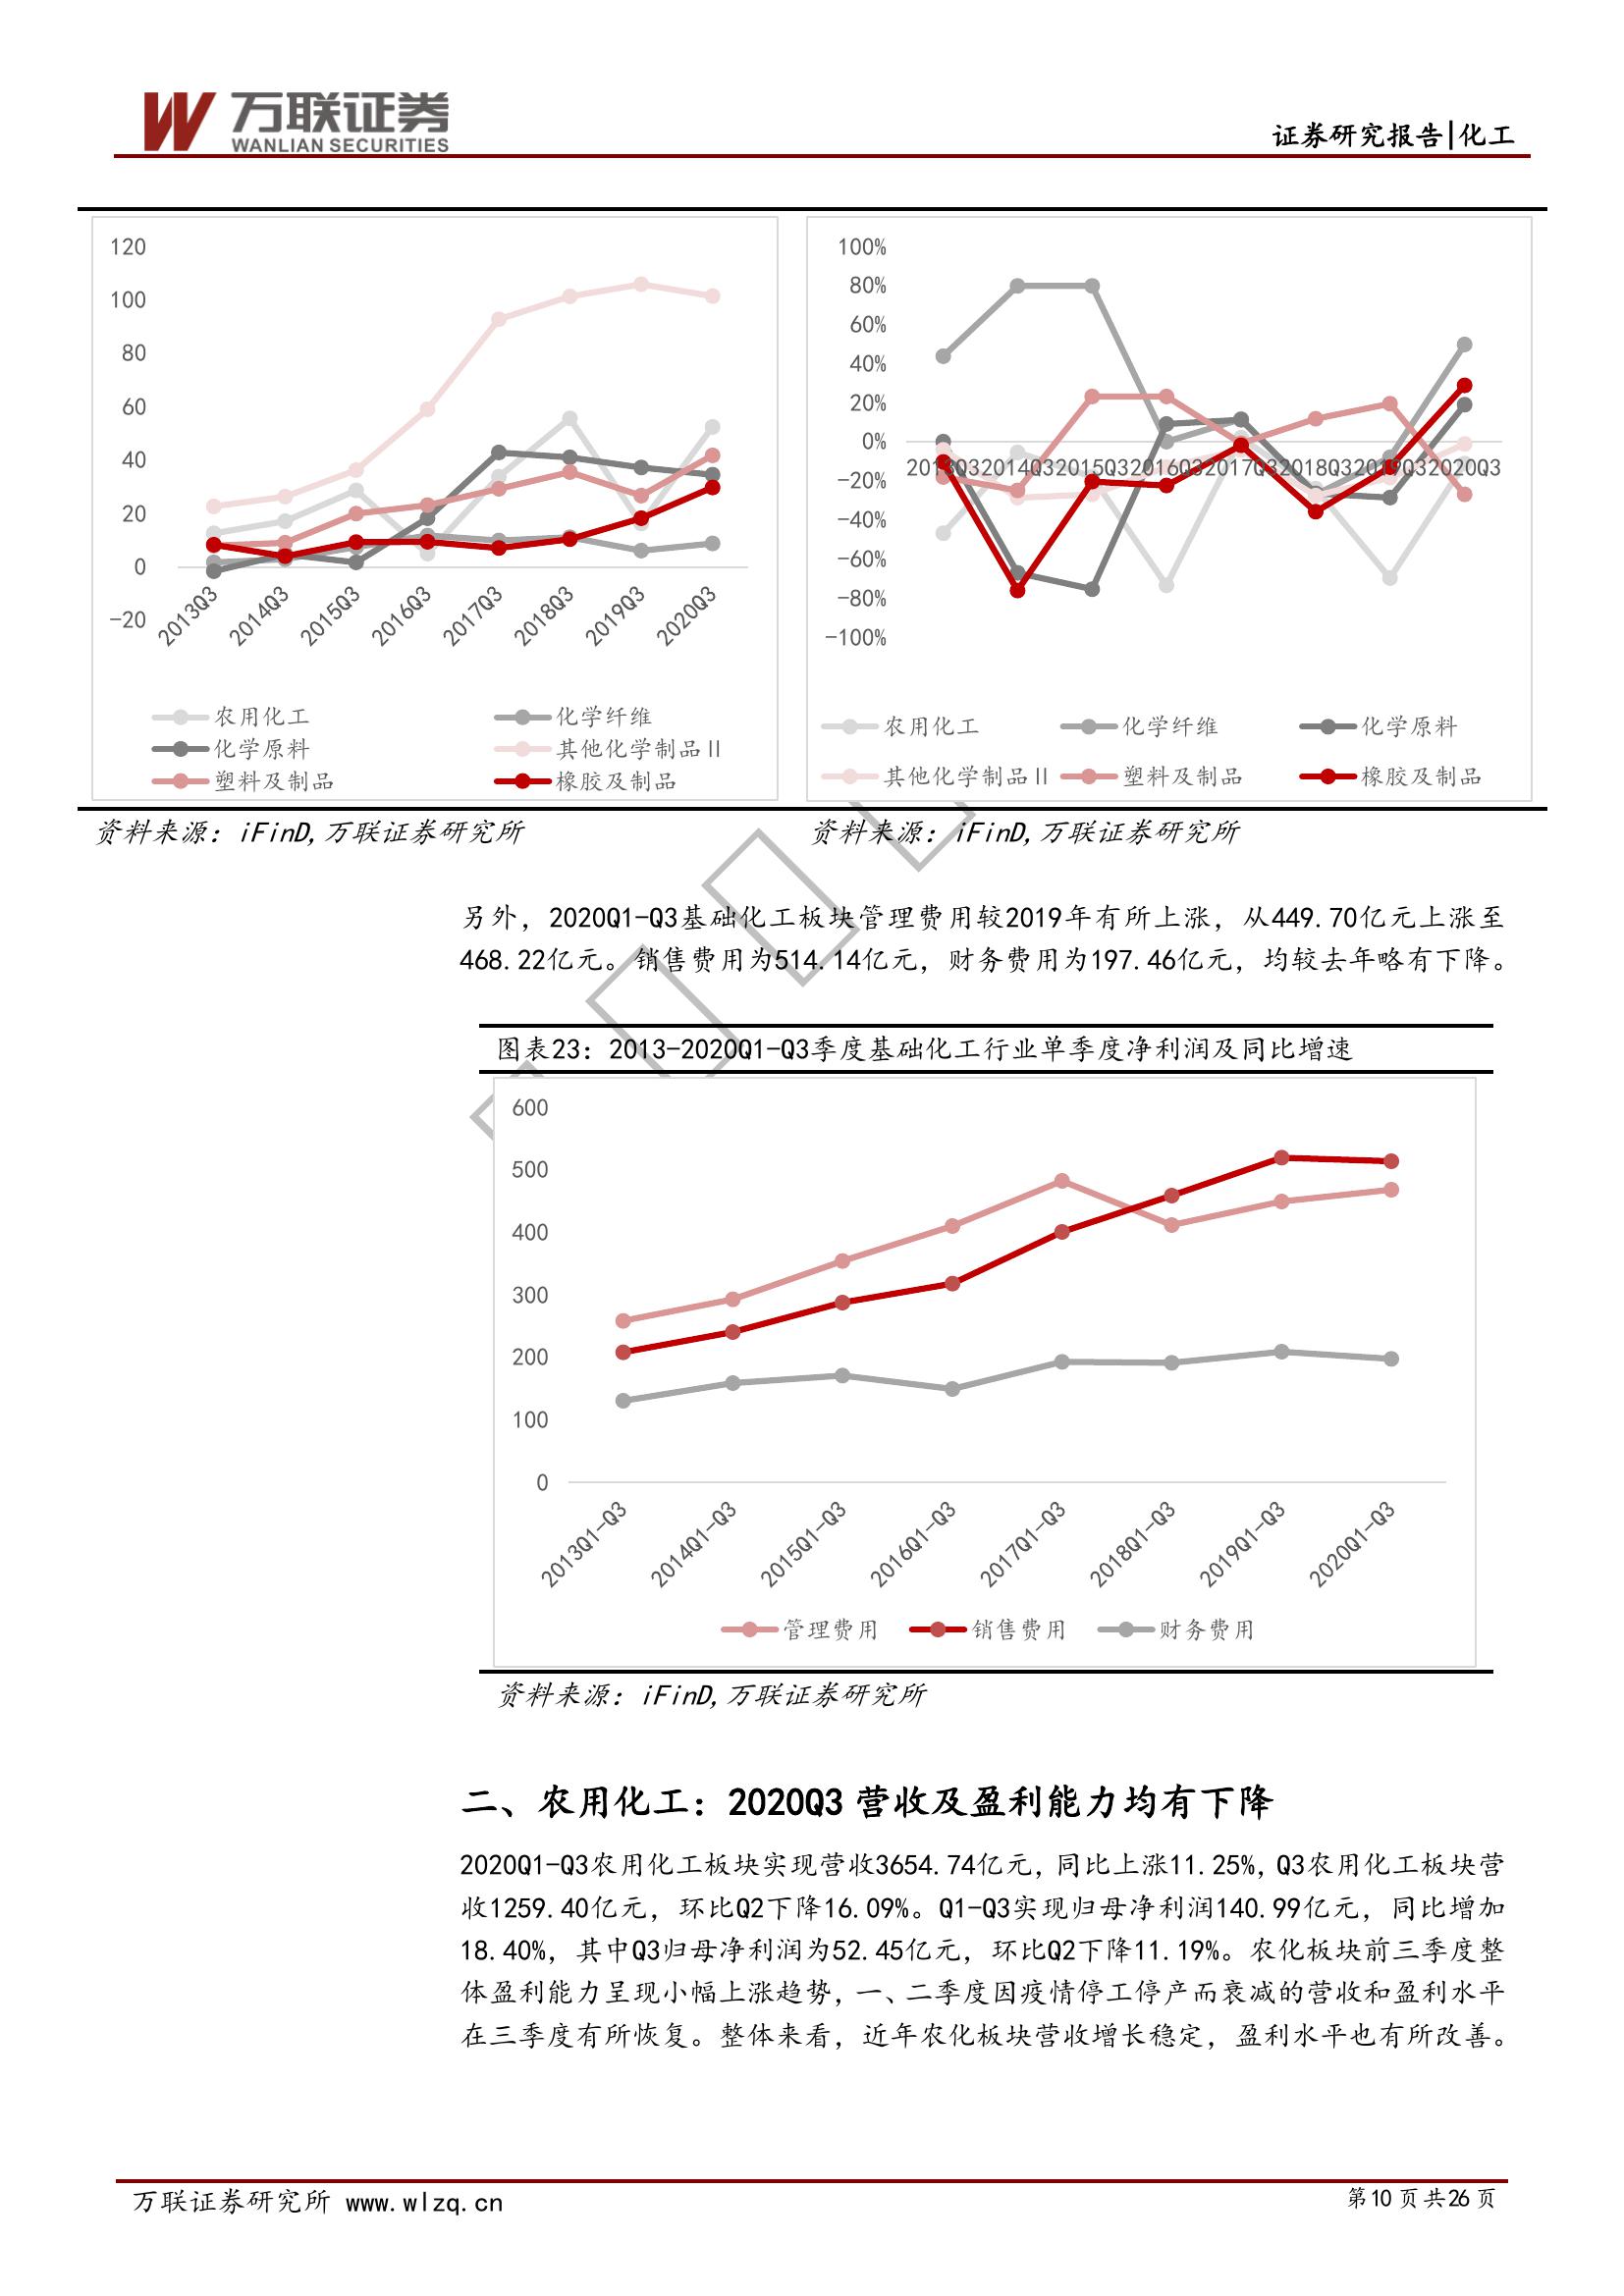 万联证券
WANLIAN SECURITIES
证券研究报告|化工
120
100
80
60
40
20
0
-20
2013Q3
2014Q3
2015Q3
2016Q3
2017Q3
2018Q3
2019Q3
2020Q3
农用化工 化学纤维
化学原料 其他化学制品Ⅱ
塑料及制品 橡胶及制品
100%
80%
60%
40%
20%
0%
-20%
-40%
-60%
-80%
-100%
2013Q3 2014Q3 2015Q3 2016Q3 2017Q3 2018Q3 2019Q3 2020Q3
农用化工 化学纤维 化学原料
其他化学制品Ⅱ 塑料及制品 橡胶及制品
资料来源：iFinD,万联证券研究所
资料来源：iFinD,万联证券研究所
另外，2020Q1-Q3基础化工板块管理费用较2019年有所上涨，从449.70亿元上涨至
468.22亿元。销售费用为514.14亿元，财务费用为197.46亿元，均较去年略有下降。
图表23：2013-2020Q1-Q3季度基础化工行业单季度净利润及同比增速
600
500
400
300
200
100
0
2013Q1-Q3
2014Q1-Q3
2015Q1-Q3
2016Q1-Q3
2017Q1-Q3
2018Q1-Q3
2019Q1-Q3
2020Q1-Q3
管理费用 销售费用 财务费用
资料来源：iFinD,万联证券研究所
二、农用化工：2020Q3 营收及盈利能力均有下降
2020Q1-Q3农用化工板块实现营收3654.74亿元,同比上涨11.25%,Q3农用化工板块营
收1259.40亿元，环比Q2下降16.09%。Q1-Q3实现归母净利润140.99亿元，同比增加
18.40%，其中Q3归母净利润为52.45亿元，环比Q2下降11.19%。农化板块前三季度整
体盈利能力呈现小幅上涨趋势,一、二季度因疫情停工停产而衰减的营收和盈利水平
在三季度有所恢复。整体来看，近年农化板块营收增长稳定，盈利水平也有所改善。
万联证券研究所 www.wlzq.cn
第 10 页 共 26 页